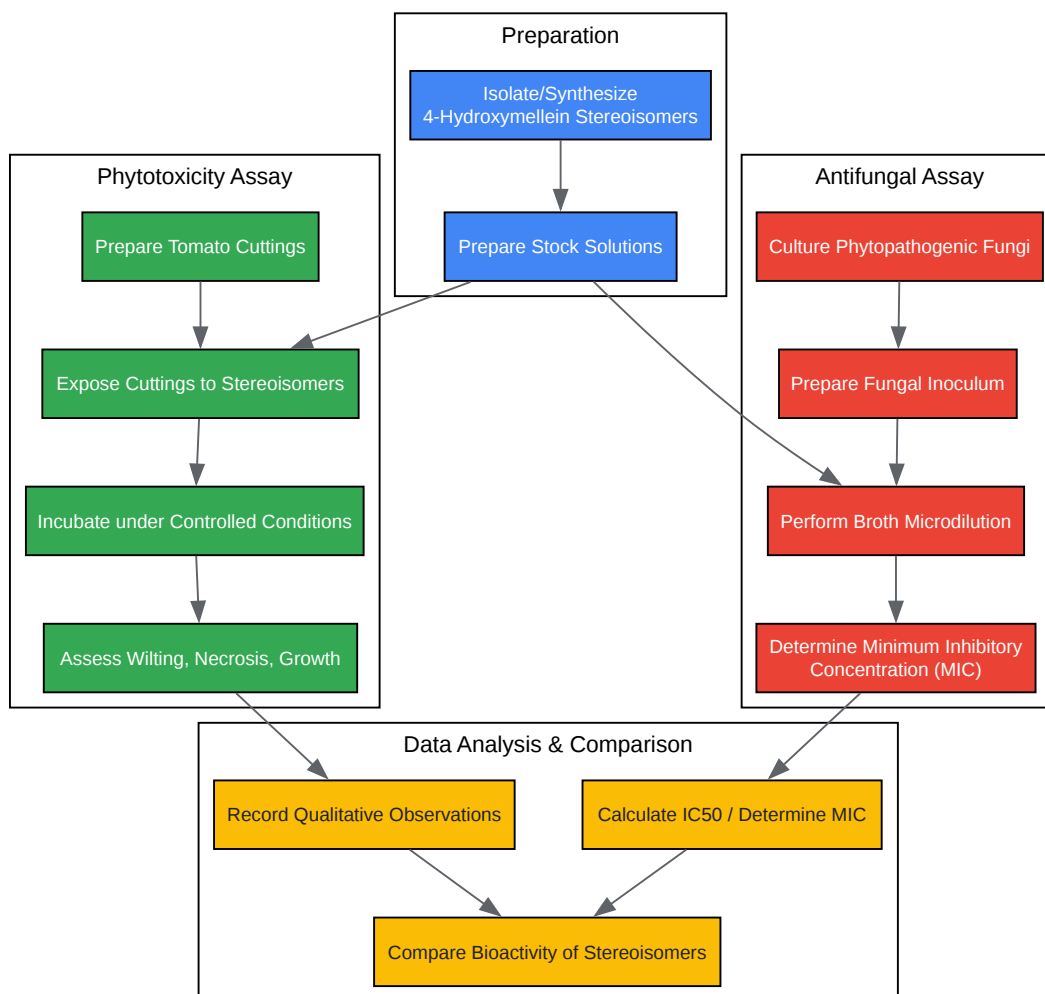 Preparation
Isolate/Synthesize
4-Hydroxymellein Stereoisomers
Prepare Stock Solutions
Phytotoxicity Assay
Prepare Tomato Cuttings
Expose Cuttings to Stereoisomers
Incubate under Controlled Conditions
Assess Wilting, Necrosis, Growth
Antifungal Assay
Culture Phytopathogenic Fungi
Prepare Fungal Inoculum
Perform Broth Microdilution
Determine Minimum Inhibitory
Concentration (MIC)
Data Analysis & Comparison
Record Qualitative Observations
Calculate IC50 / Determine MIC
Compare Bioactivity of Stereoisomers